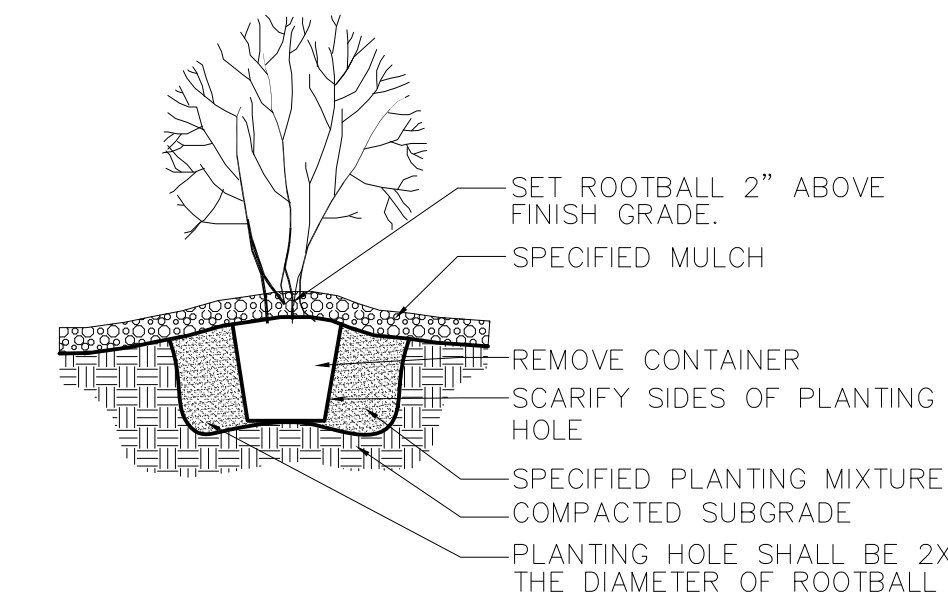 SET ROOTBALL 2” ABOVE
FINISH GRADE.
SPECIFIED MULCH
REMOVE CONTAINER
SCARIFY SIDES OF PLANTING
HOLE
SPECIFIED PLANTING MIXTURE
COMPACTED SUBGRADE
PLANTING HOLE SHALL BE 2X
THE DIAMETER OF ROOTBALL